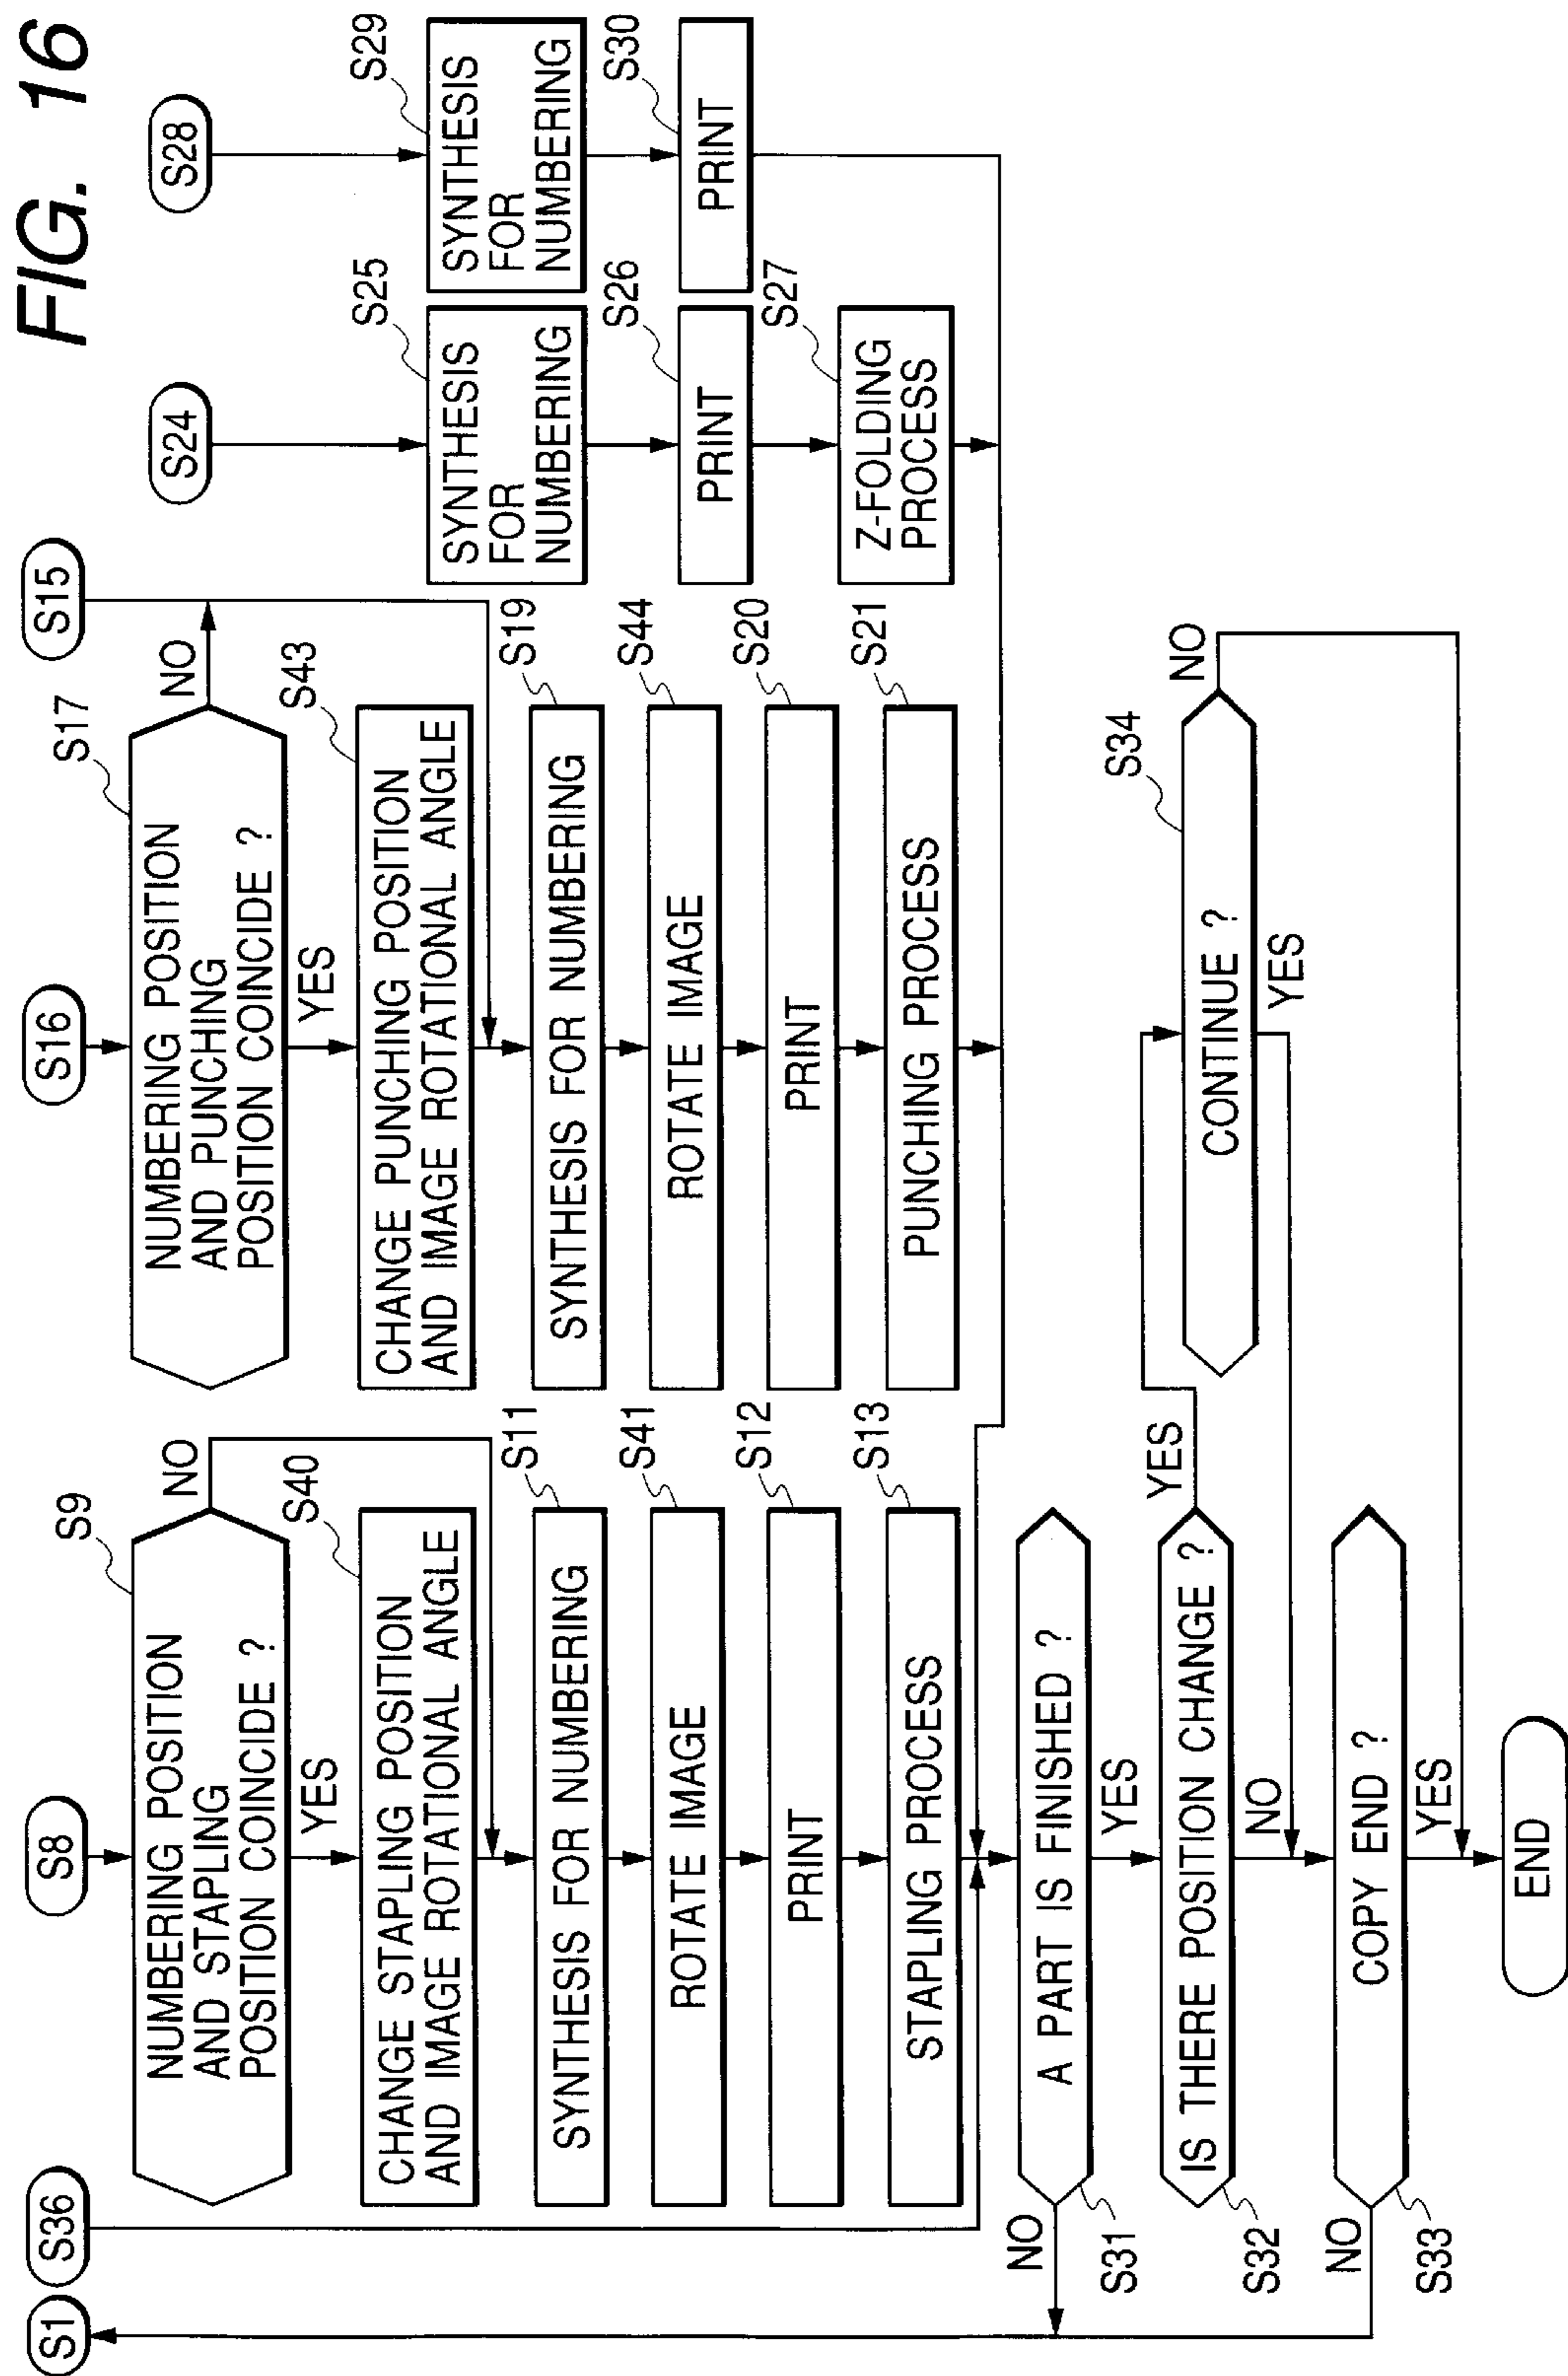 FIG. 16
S1
S36
S8
S9
NUMBERING POSITION
AND STAPLING
POSITION COINCIDE ?
NO
YES
S40
CHANGE STAPLING POSITION
AND IMAGE ROTATIONAL ANGLE
S11
SYNTHESIS FOR NUMBERING
S41
ROTATE IMAGE
S12
PRINT
S13
STAPLING PROCESS
S16
S15
S17
NUMBERING POSITION
AND PUNCHING
POSITION COINCIDE ?
NO
YES
S43
CHANGE PUNCHING POSITION
AND IMAGE ROTATIONAL ANGLE
S19
SYNTHESIS FOR NUMBERING
S44
ROTATE IMAGE
S20
PRINT
S21
PUNCHING PROCESS
S24
S25
SYNTHESIS
FOR
NUMBERING
S26
PRINT
S27
Z-FOLDING
PROCESS
S28
S29
SYNTHESIS
FOR
NUMBERING
S30
PRINT
A PART IS FINISHED ?
NO
S31
YES
IS THERE POSITION CHANGE ?
YES
S32
NO
S34
CONTINUE ?
NO
YES
COPY END ?
NO
S33
YES
END